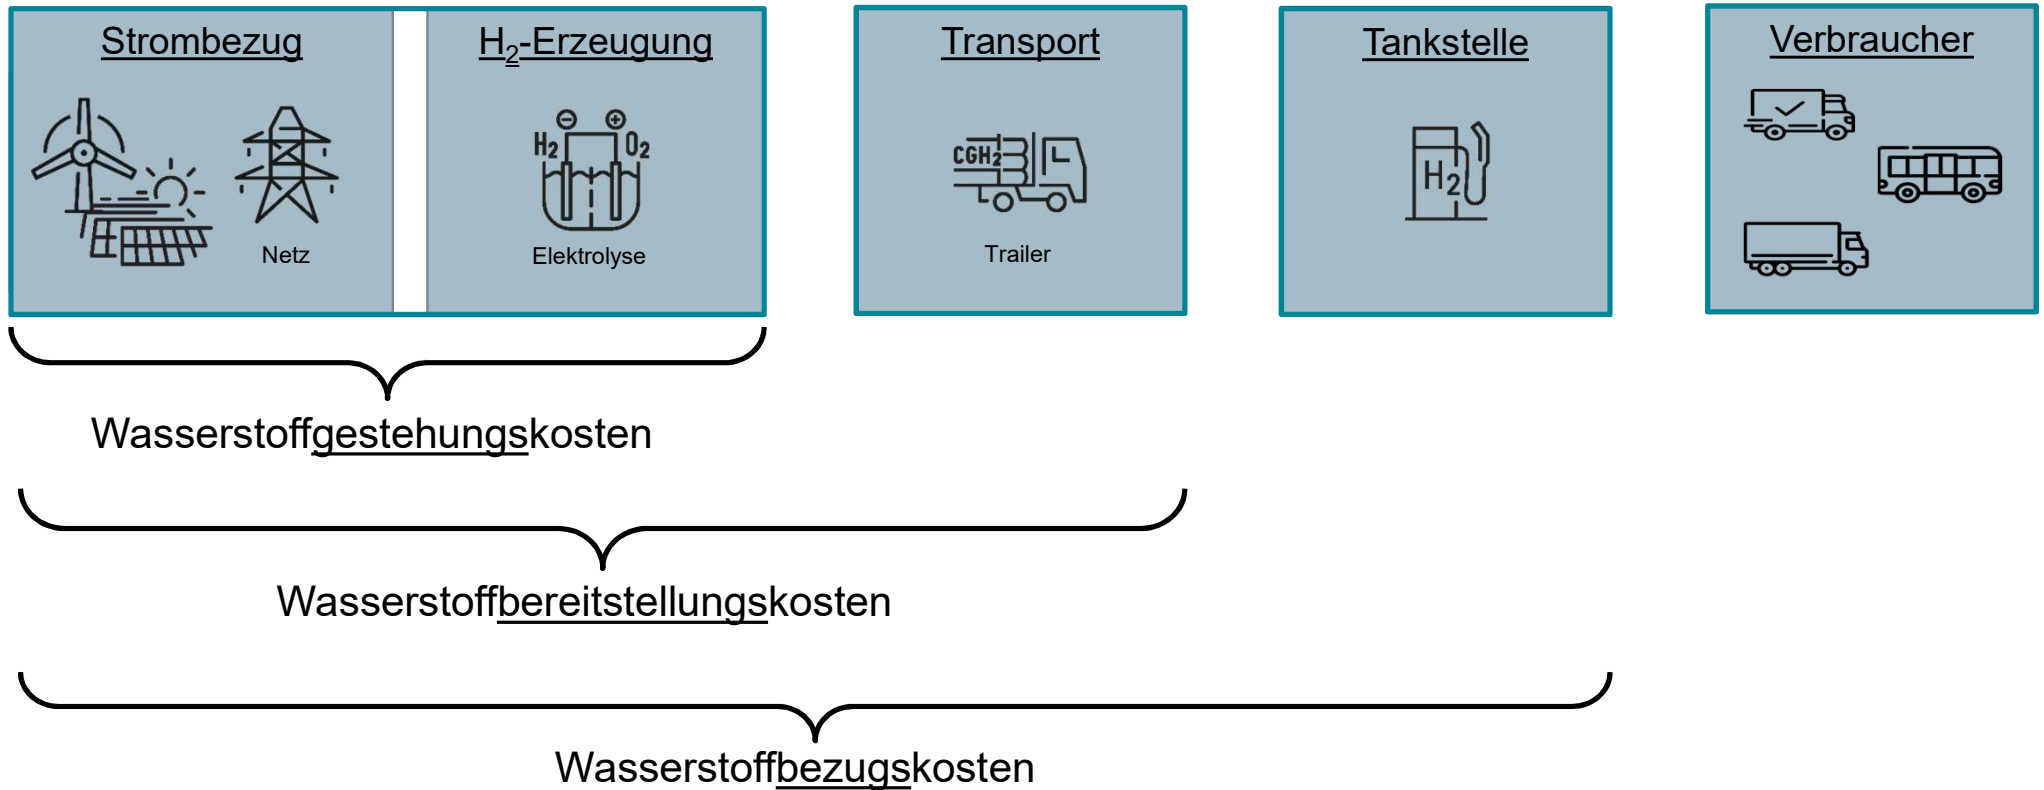 Strombezug
H₂-Erzeugung
Transport
Tankstelle
Verbraucher
H₂
O₂
CGH₂
H₂
Netz
Elektrolyse
Trailer
Wasserstoffgestehungskosten
Wasserstoffbereitstellungskosten
Wasserstoffbezugskosten